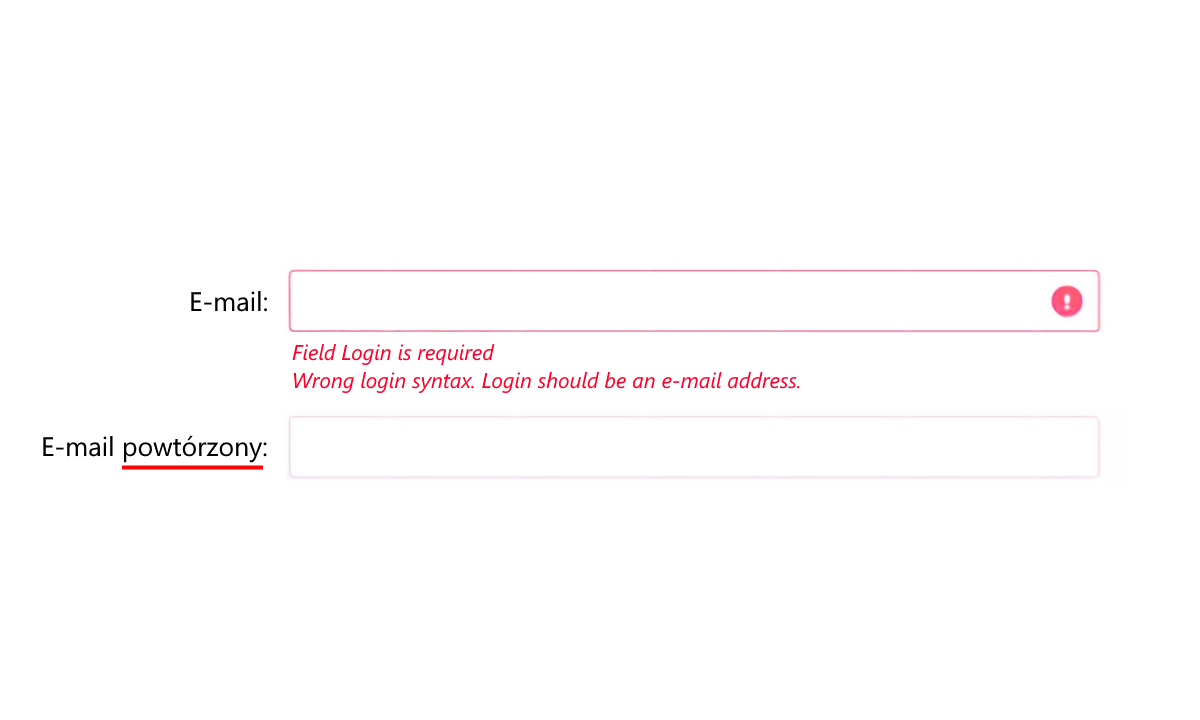 E-mail:
Field Login is required
Wrong login syntax. Login should be an e-mail address.
E-mail powtórzony: